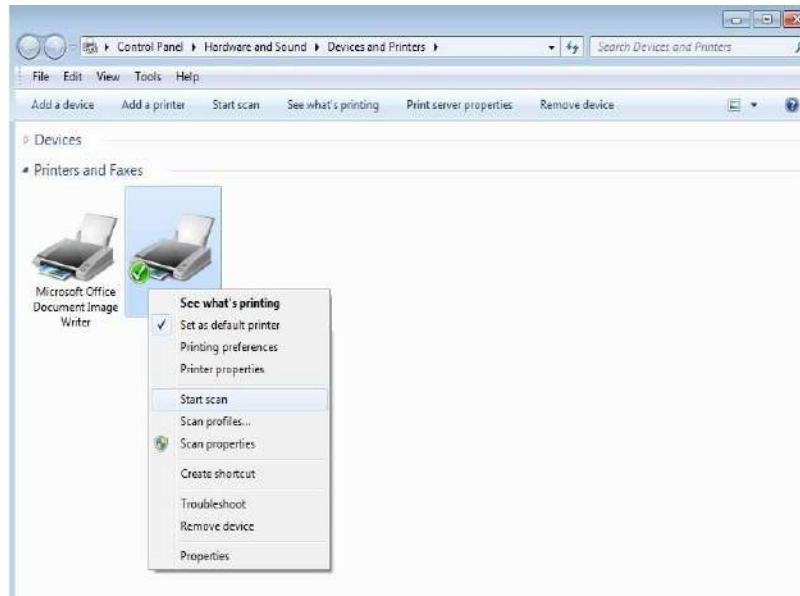 Control Panel Hardware and Sound Devices and Printers
Search Devices and Printers
File Edit View Tools Help
Add a device Add a printer Start scan See what's printing Print server properties Remove device
Devices
Printers and Faxes
Microsoft Office
Document Image
Writer
See what's printing
Set as default printer
Printing preferences
Printer properties
Start scan
Scan profiles...
Scan properties
Create shortcut
Troubleshoot
Remove device
Properties